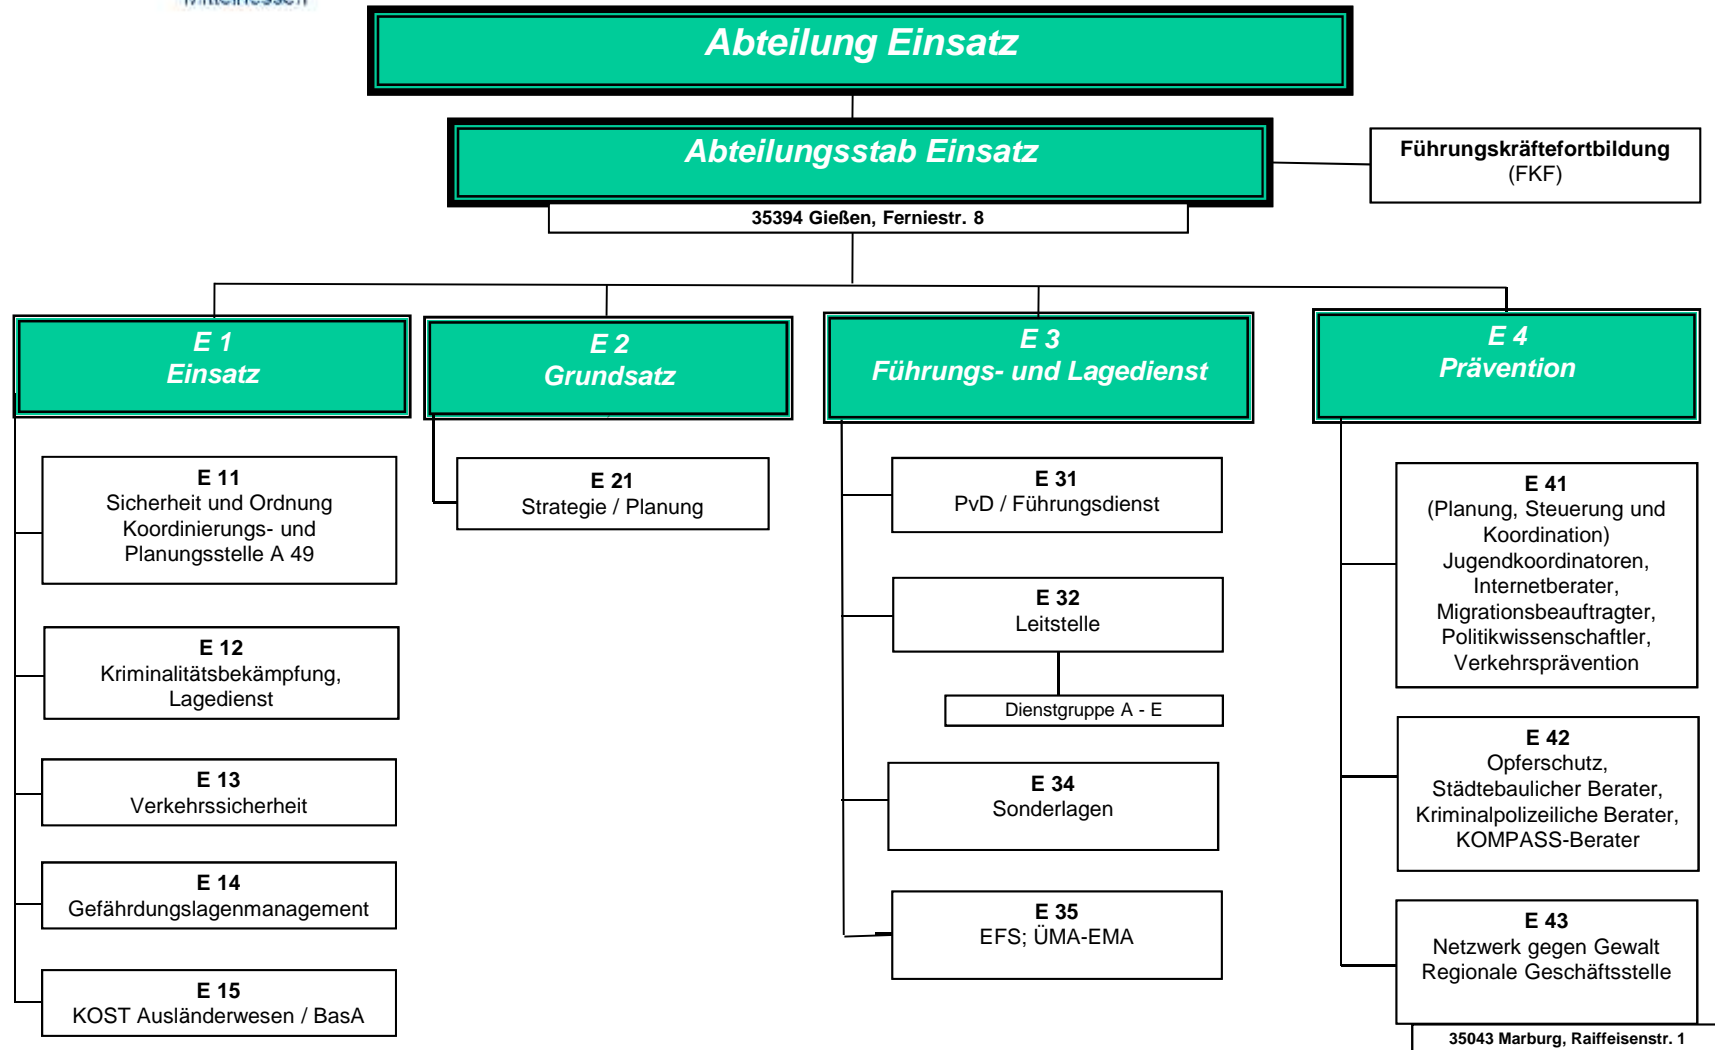 Mittelhessen
Abteilung Einsatz
Abteilungsstab Einsatz
35394 Gießen, Ferniestr. 8
Führungskräftefortbildung
(FKF)
E 1
Einsatz
E 11
Sicherheit und Ordnung
Koordinierungs- und
Planungsstelle A 49
E 12
Kriminalitätsbekämpfung,
Lagedienst
E 13
Verkehrssicherheit
E 14
Gefährdungslagenmanagement
E 15
KOST Ausländerwesen / BasA
E 2
Grundsatz
E 21
Strategie / Planung
E 3
Führungs- und Lagedienst
E 31
PvD / Führungsdienst
E 32
Leitstelle
Dienstgruppe A - E
E 34
Sonderlagen
E 35
EFS; ÜMA-EMA
E 4
Prävention
E 41
(Planung, Steuerung und
Koordination)
Jugendkoordinatoren,
Internetberater,
Migrationsbeauftragter,
Politikwissenschaftler,
Verkehrsprävention
E 42
Opferschutz,
Städtebaulicher Berater,
Kriminalpolizeiliche Berater,
KOMPASS-Berater
E 43
Netzwerk gegen Gewalt
Regionale Geschäftsstelle
35043 Marburg, Raiffeisenstr. 1